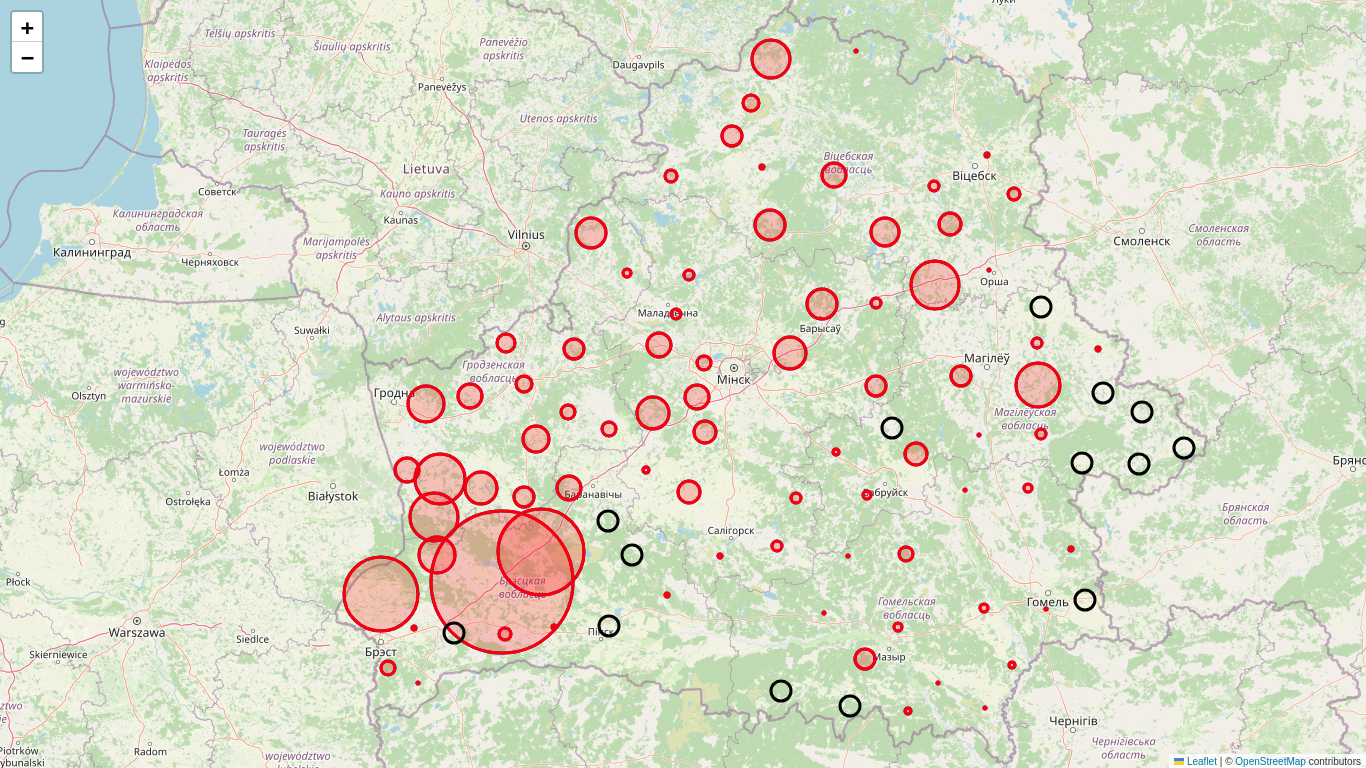 +
−
Луки
Telšių apskritis
Šiaulių apskritis
Panevėžio
apskritis
Klaipėdos
apskritis
Daugavpils
Panevėžys
Utenos apskritis
Tauragės
apskritis
Віцебская
вобласць
Lietuva
Віцебск
Советск
Kauno apskritis
Kaunas
Калининградская
область
Marijampolės
apskritis
Vilnius
Смоленск
Смоленская
область
Калининград
Черняховск
Орша
Alytaus apskritis
Маладзечна
Suwałki
Барысаў
Гродзенская
вобласць
Магілёў
Мінск
województwo
warmińsko-
mazurskie
Olsztyn
Гродна
Магілёўская
вобласць
województwo
podlaskie
Łomża
Бранс
Białystok
Ostrołęka
Баранавічы
Бабруйск
Брянская
область
Салігорск
Płock
Брэсцкая
вобласць
Гомельская
вобласць
Гомель
Warszawa
Siedlce
Пінск
Skierniewice
Брэст
Мазыр
Чернігів
Чернігівська
область
Radom
województwo
Piotrków
Leaflet | © OpenStreetMap contributors